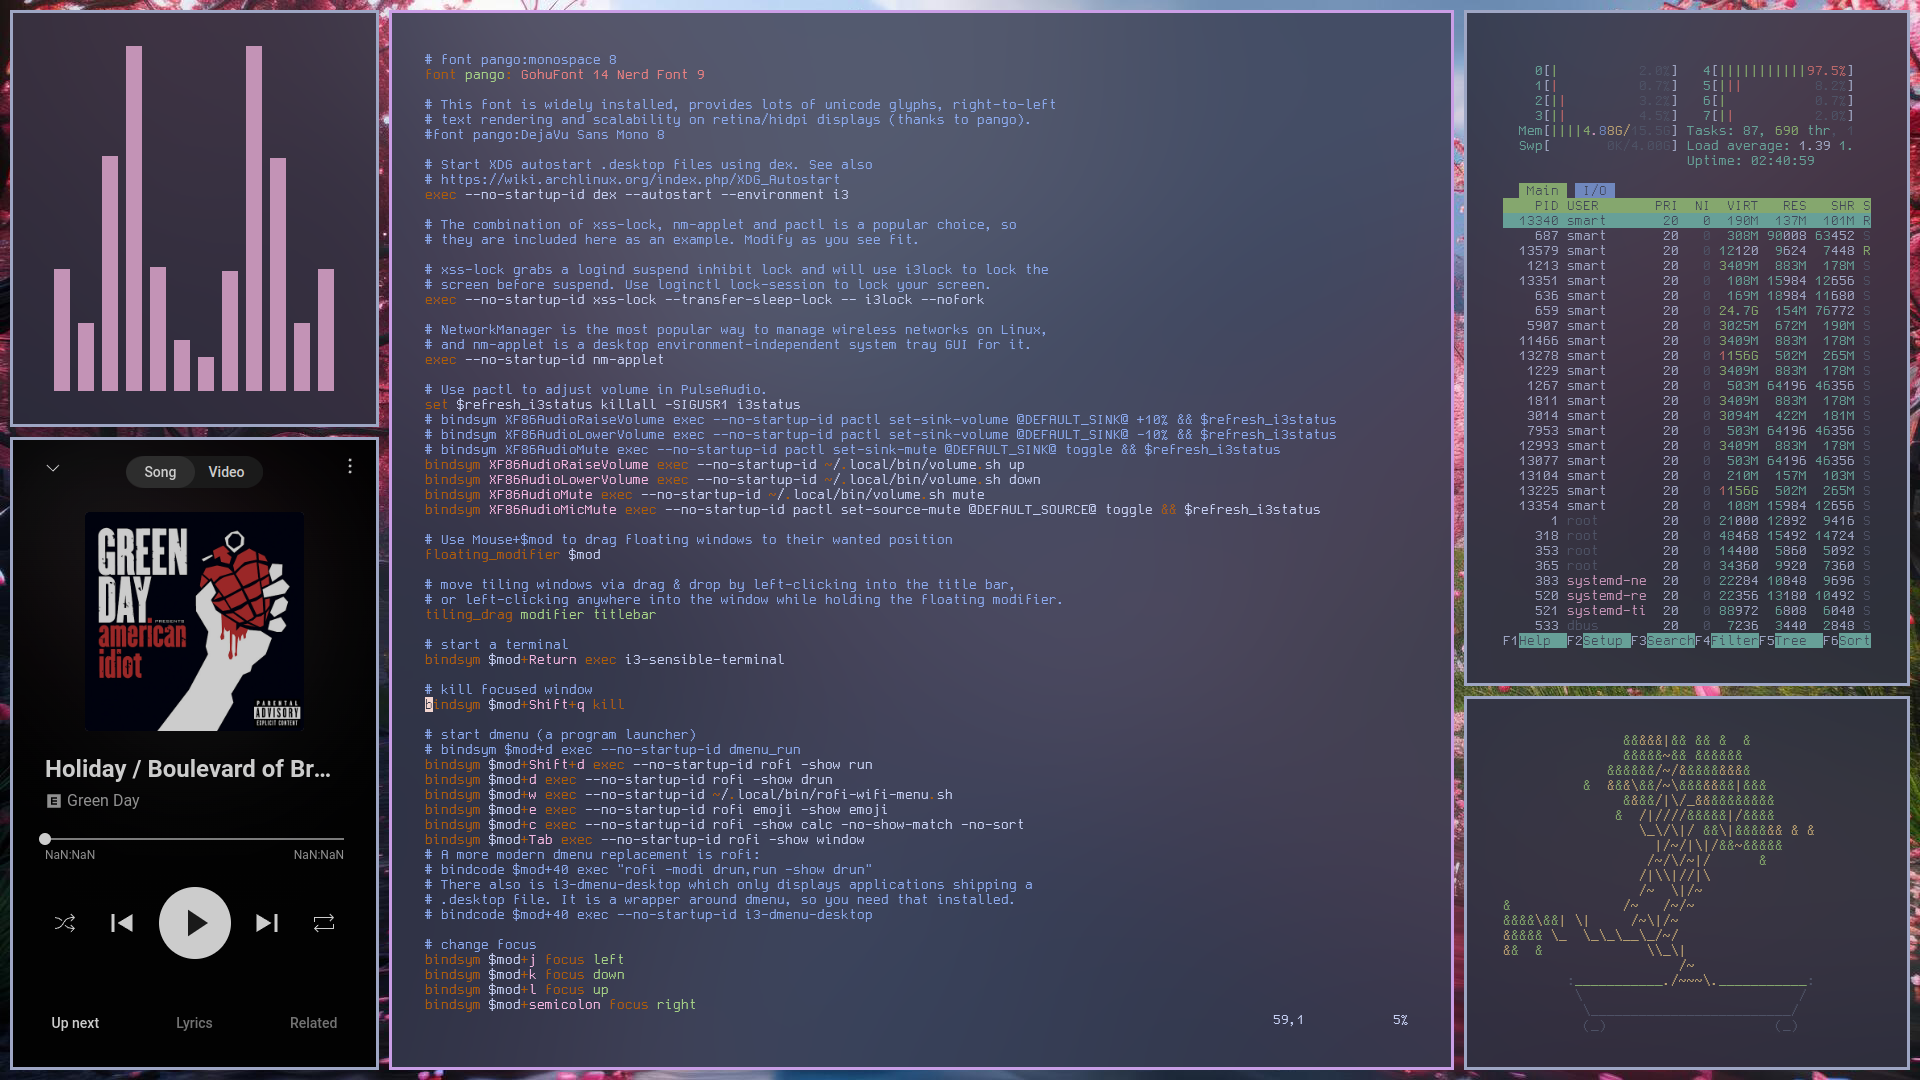 Song Video
GREEN
DAY
PRESENTS
american
idiot
PARENTAL
ADVISORY
EXPLICIT CONTENT
Holiday / Boulevard of Br...
E Green Day
NaN:NaN NaN:NaN
Up next Lyrics Related
# font pango:monospace 8
font pango: GohuFont 14 Nerd Font 9
# This font is widely installed, provides lots of unicode glyphs, right-to-left
# text rendering and scalability on retina/hidpi displays (thanks to pango).
#font pango:DejaVu Sans Mono 8
# Start XDG autostart .desktop files using dex. See also
# https://wiki.archlinux.org/index.php/XDG_Autostart
exec --no-startup-id dex --autostart --environment i3
# The combination of xss-lock, nm-applet and pactl is a popular choice, so
# they are included here as an example. Modify as you see fit.
# xss-lock grabs a logind suspend inhibit lock and will use i3lock to lock the
# screen before suspend. Use loginctl lock-session to lock your screen.
exec --no-startup-id xss-lock --transfer-sleep-lock -- i3lock --nofork
# NetworkManager is the most popular way to manage wireless networks on Linux,
# and nm-applet is a desktop environment-independent system tray GUI for it.
exec --no-startup-id nm-applet
# Use pactl to adjust volume in PulseAudio.
set $refresh_i3status killall -SIGUSR1 i3status
# bindsym XF86AudioRaiseVolume exec --no-startup-id pactl set-sink-volume @DEFAULT_SINK@ +10% && $refresh_i3status
# bindsym XF86AudioLowerVolume exec --no-startup-id pactl set-sink-volume @DEFAULT_SINK@ -10% && $refresh_i3status
# bindsym XF86AudioMute exec --no-startup-id pactl set-sink-mute @DEFAULT_SINK@ toggle && $refresh_i3status
bindsym XF86AudioRaiseVolume exec --no-startup-id ~/.local/bin/volume.sh up
bindsym XF86AudioLowerVolume exec --no-startup-id ~/.local/bin/volume.sh down
bindsym XF86AudioMute exec --no-startup-id ~/.local/bin/volume.sh mute
bindsym XF86AudioMicMute exec --no-startup-id pactl set-source-mute @DEFAULT_SOURCE@ toggle && $refresh_i3status
# Use Mouse+$mod to drag floating windows to their wanted position
floating_modifier $mod
# move tiling windows via drag & drop by left-clicking into the title bar,
# or left-clicking anywhere into the window while holding the floating modifier.
tiling_drag modifier titlebar
# start a terminal
bindsym $mod+Return exec i3-sensible-terminal
# kill focused window
bindsym $mod+Shift+q kill
# start dmenu (a program launcher)
# bindsym $mod+d exec --no-startup-id dmenu_run
bindsym $mod+Shift+d exec --no-startup-id rofi -show run
bindsym $mod+d exec --no-startup-id rofi -show drun
bindsym $mod+w exec --no-startup-id ~/.local/bin/rofi-wifi-menu.sh
bindsym $mod+e exec --no-startup-id rofi emoji -show emoji
bindsym $mod+c exec --no-startup-id rofi -show calc -no-show-match -no-sort
bindsym $mod+Tab exec --no-startup-id rofi -show window
# A more modern dmenu replacement is rofi:
# bindcode $mod+40 exec "rofi -modi drun,run -show drun"
# There also is i3-dmenu-desktop which only displays applications shipping a
# .desktop file. It is a wrapper around dmenu, so you need that installed.
# bindcode $mod+40 exec --no-startup-id i3-dmenu-desktop
# change focus
bindsym $mod+j focus left
bindsym $mod+k focus down
bindsym $mod+l focus up
bindsym $mod+semicolon focus right
59,1 5%
0[| 2.0%] 4[|||||||||||97.5%]
1[| 0.7%] 5[||| 8.2%]
2[|| 3.2%] 6[| 0.7%]
3[|| 4.5%] 7[|| 2.0%]
Mem[||||4.88G/15.5G] Tasks: 87, 690 thr, 1
Swp[ 0K/4.00G] Load average: 1.39 1.
Uptime: 02:40:59
Main I/O
PID USER PRI NI VIRT RES SHR S
13340 smart 20 0 190M 137M 101M R
687 smart 20 0 308M 90008 63452 S
13579 smart 20 0 12120 9624 7448 R
1213 smart 20 0 3409M 883M 178M S
13351 smart 20 0 108M 15984 12656 S
636 smart 20 0 169M 18984 11680 S
659 smart 20 0 24.7G 154M 76772 S
5907 smart 20 0 3025M 672M 190M S
11466 smart 20 0 3409M 883M 178M S
13278 smart 20 0 1156G 502M 265M S
1229 smart 20 0 3409M 883M 178M S
1267 smart 20 0 503M 64196 46356 S
1811 smart 20 0 3409M 883M 178M S
3014 smart 20 0 3094M 422M 181M S
7953 smart 20 0 503M 64196 46356 S
12993 smart 20 0 3409M 883M 178M S
13077 smart 20 0 503M 64196 46356 S
13104 smart 20 0 210M 157M 103M S
13225 smart 20 0 1156G 502M 265M S
13354 smart 20 0 108M 15984 12656 S
1 root 20 0 21000 12892 9416 S
318 root 20 0 48468 15492 14724 S
353 root 20 0 14400 5860 5092 S
365 root 20 0 34360 9920 7360 S
383 systemd-ne 20 0 22284 10848 9696 S
520 systemd-re 20 0 22356 13180 10492 S
521 systemd-ti 20 0 88972 6808 6040 S
533 dbus 20 0 7236 3440 2848 S
F1Help F2Setup F3SearchF4FilterF5Tree F6Sort